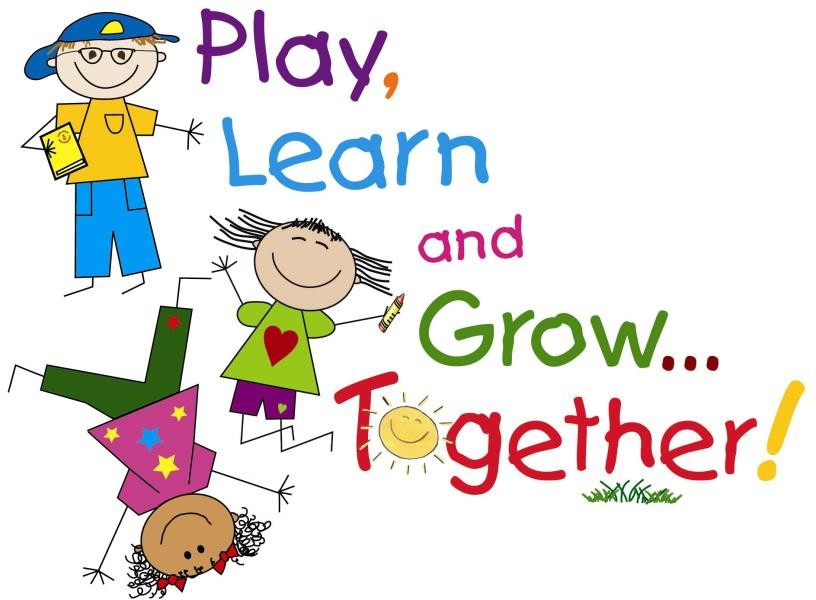 Play,
Learn
and
Grow...
Together!